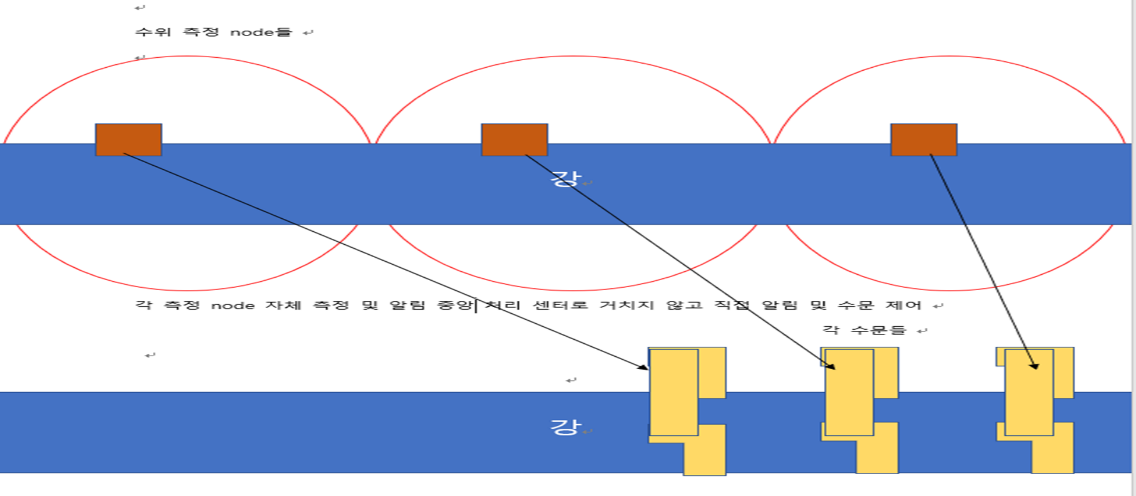 수위 측정 node들
강
각 측정 node 자체 측정 및 알림 중앙 처리 센터로 거치지 않고 직접 알림 및 수문 제어
각 수문들
강